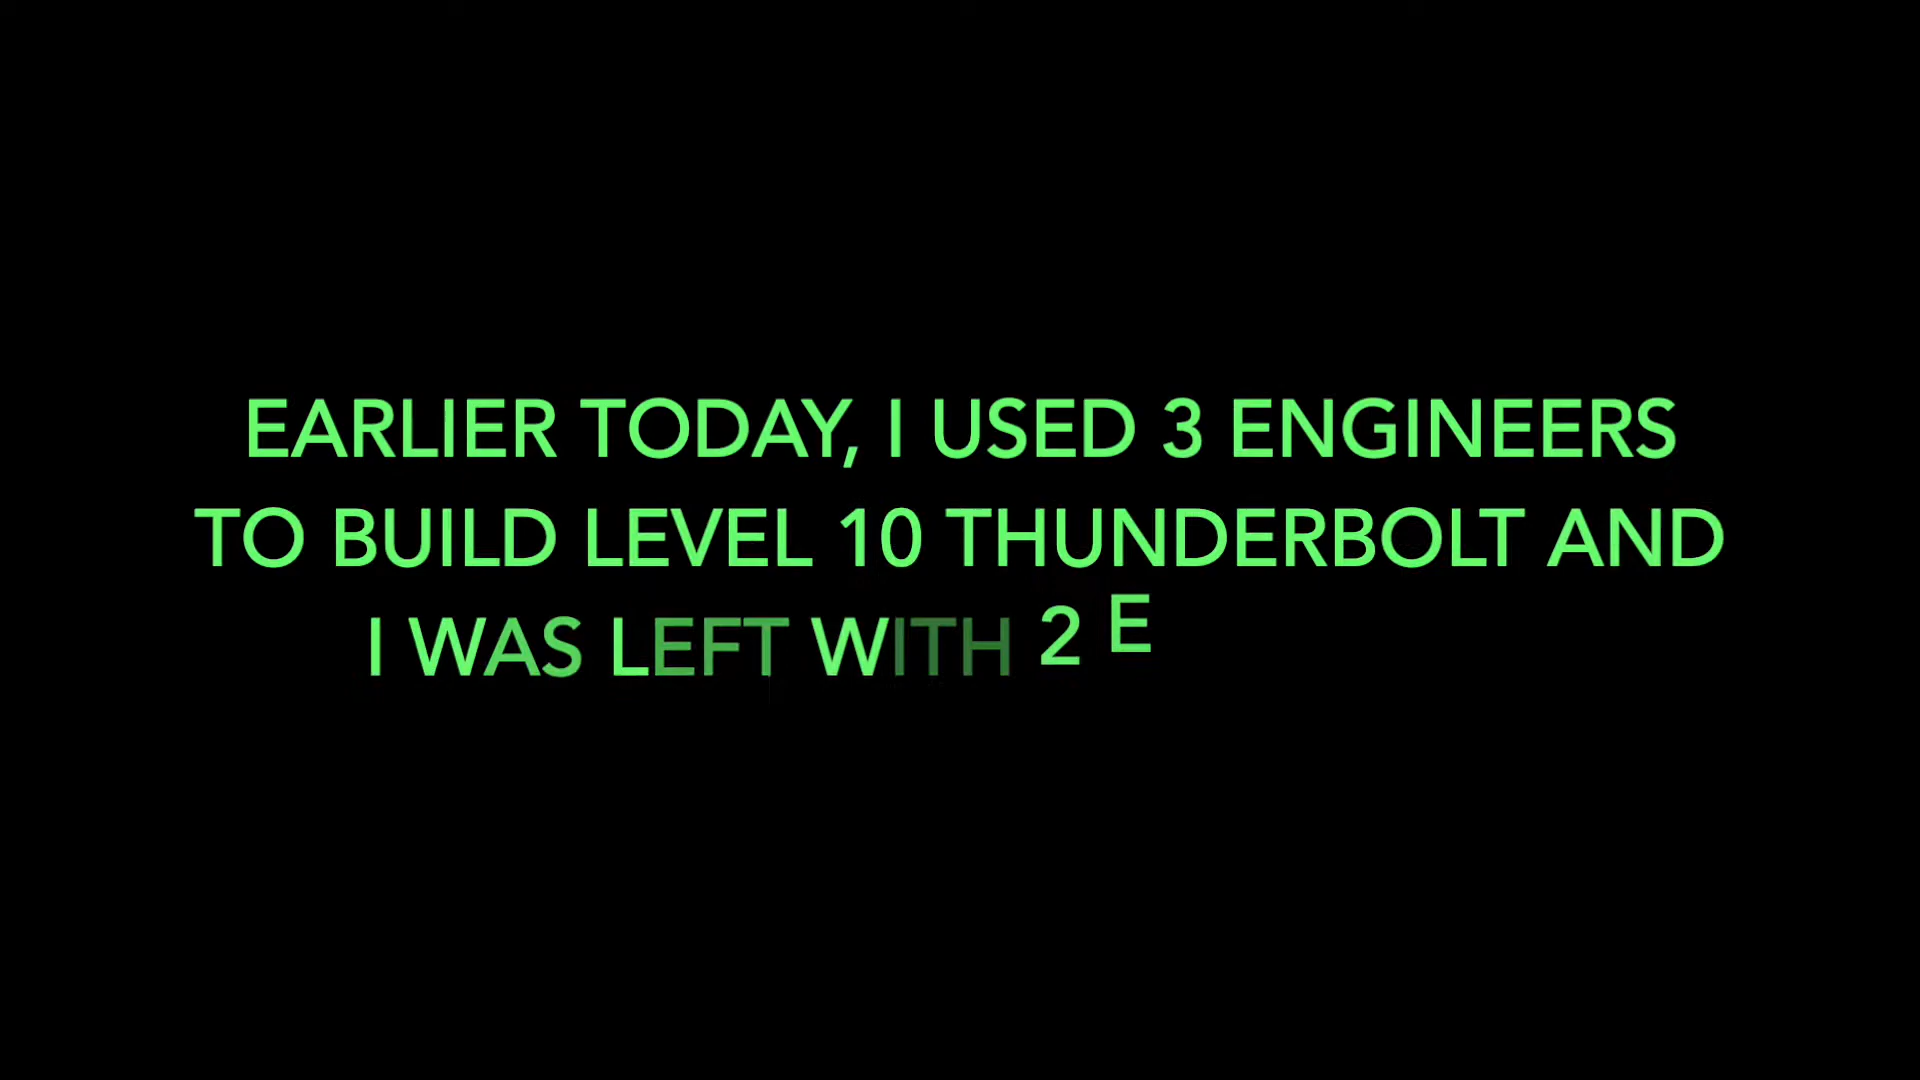 EARLIER TODAY, I USED 3 ENGINEERS
TO BUILD LEVEL 10 THUNDERBOLT AND
I WAS LEFT WITH 2 E